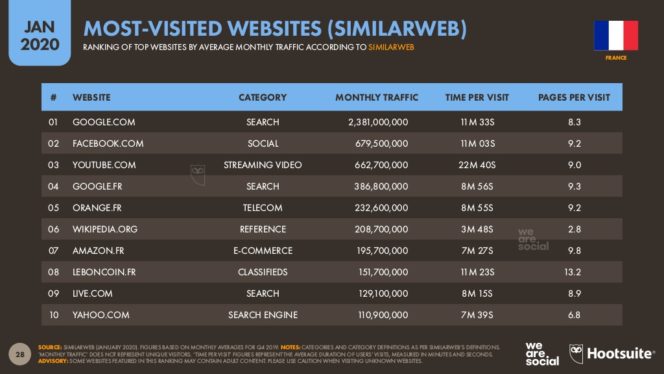 JAN
2020
MOST-VISITED WEBSITES (SIMILARWEB)
RANKING OF TOP WEBSITES BY AVERAGE MONTHLY TRAFFIC ACCORDING TO SIMILARWEB
FRANCE
# WEBSITE CATEGORY MONTHLY TRAFFIC TIME PER VISIT PAGES PER VISIT
01 GOOGLE.COM SEARCH 2,381,000,000 11M 33S 8.3
02 FACEBOOK.COM SOCIAL 679,500,000 11M 03S 9.2
03 YOUTUBE.COM STREAMING VIDEO 662,700,000 22M 40S 9.0
04 GOOGLE.FR SEARCH 386,800,000 8M 56S 9.3
05 ORANGE.FR TELECOM 232,600,000 8M 55S 9.2
06 WIKIPEDIA.ORG REFERENCE 208,700,000 3M 48S 2.8
07 AMAZON.FR E-COMMERCE 195,700,000 7M 27S 9.8
08 LEBONCOIN.FR CLASSIFIEDS 151,700,000 11M 23S 13.2
09 LIVE.COM SEARCH 129,100,000 8M 15S 8.9
10 YAHOO.COM SEARCH ENGINE 110,900,000 7M 39S 6.8
we
are
social
28
SOURCE: SIMILARWEB (JANUARY 2020). FIGURES BASED ON MONTHLY AVERAGES FOR Q4 2019. NOTES: CATEGORIES AND CATEGORY DEFINITIONS AS PER SIMILARWEB'S DEFINITIONS.
'MONTHLY TRAFFIC' DOES NOT REPRESENT UNIQUE VISITORS. 'TIME PER VISIT' FIGURES REPRESENT THE AVERAGE DURATION OF USERS' VISITS, MEASURED IN MINUTES AND SECONDS.
ADVISORY: SOME WEBSITES FEATURED IN THIS RANKING MAY CONTAIN ADULT CONTENT. PLEASE USE CAUTION WHEN VISITING UNKNOWN WEBSITES.
we
are
social
Hootsuite®